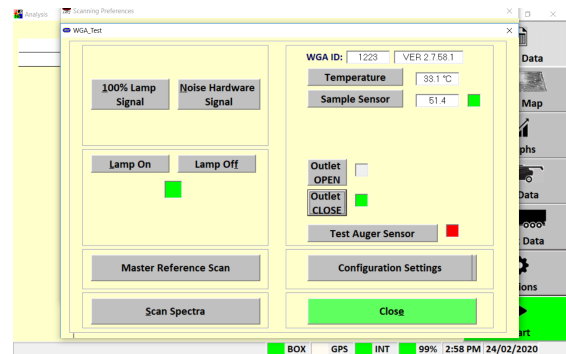 Analysis
Scanning Preferences
WGA_Test
WGA ID: 1223 VER 2.7.58.1
Temperature 33.1 °C
Sample Sensor 51.4
100% Lamp
Signal
Noise Hardware
Signal
Lamp On
Lamp Off
Outlet
OPEN
Outlet
CLOSE
Test Auger Sensor
Master Reference Scan
Configuration Settings
Scan Spectra
Close
Data
Map
phs
Data
Data
ions
art
BOX GPS INT 99% 2:58 PM 24/02/2020